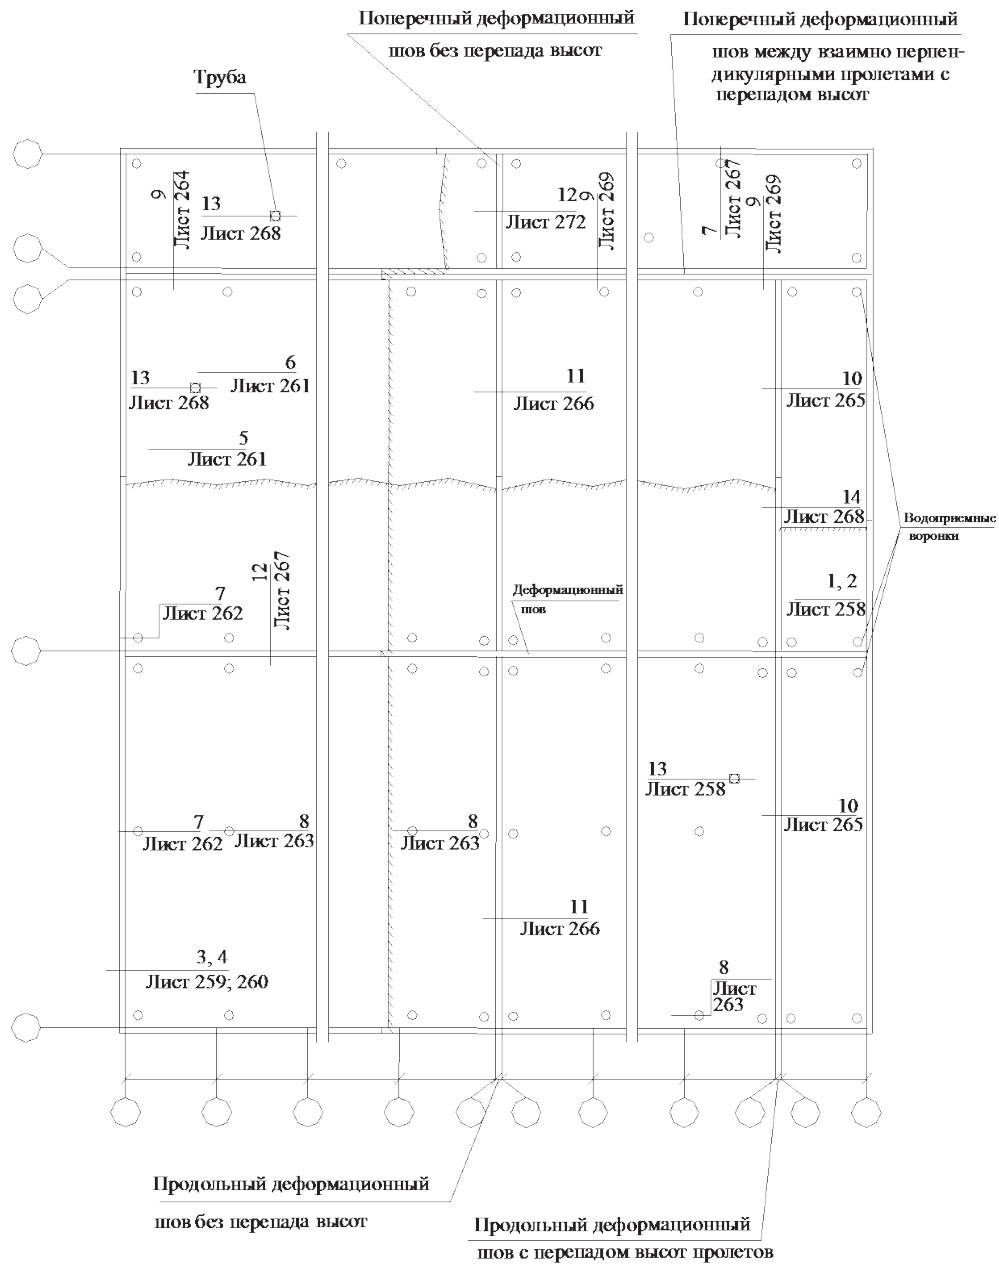 Поперечный деформационный
шов без перепада высот
Поперечный деформационный
шов между взаимно перпен-
дикулярными пролетами с
перепадом высот
Труба
9
Лист 264
13
Лист 268
12
Лист 272
9
Лист 269
7
Лист 267
9
Лист 269
6
Лист 261
13
Лист 268
11
Лист 266
10
Лист 265
5
Лист 261
14
Лист 268
Водоприемные
воронки
12
Лист 267
7
Лист 262
Деформационный
шов
1, 2
Лист 258
13
Лист 258
7
Лист 262
8
Лист 263
8
Лист 263
10
Лист 265
11
Лист 266
3, 4
Лист 259; 260
8
Лист
263
Продольный деформационный
шов без перепада высот
Продольный деформационный
шов с перепадом высот пролетов